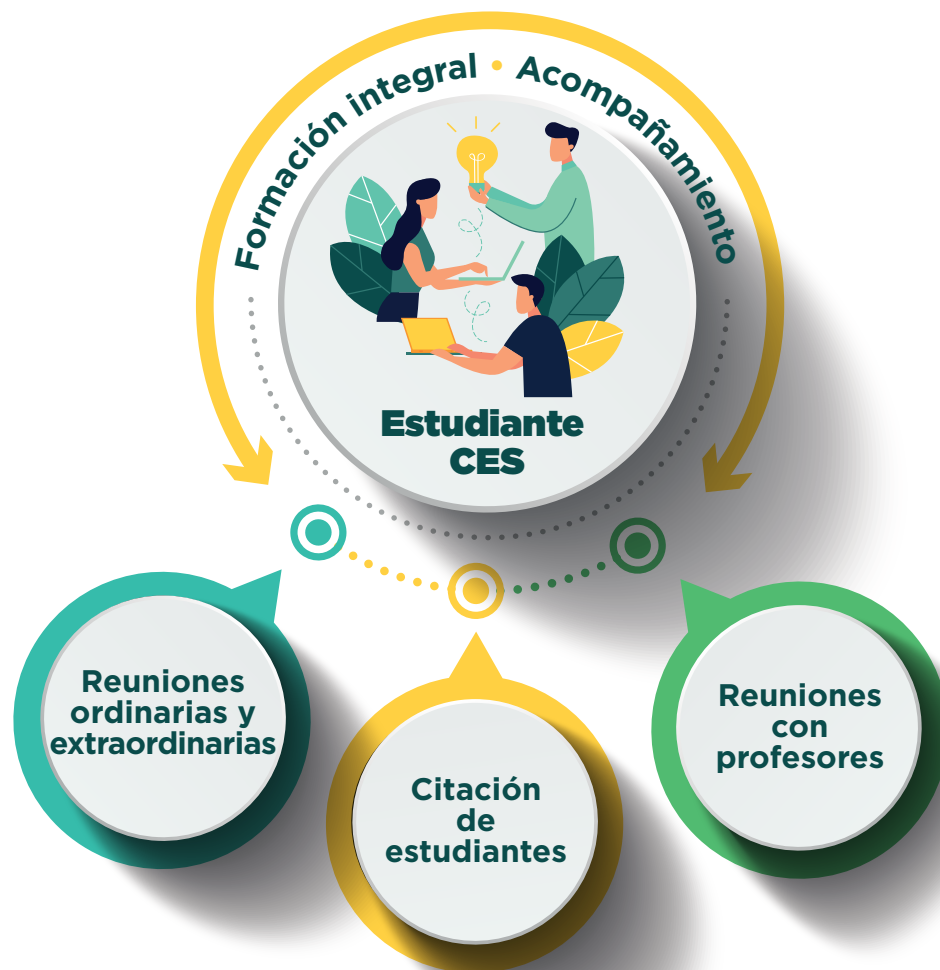 Formación integral • Acompañamiento
Estudiante
CES
Reuniones
ordinarias y
extraordinarias
Citación
de
estudiantes
Reuniones
con
profesores